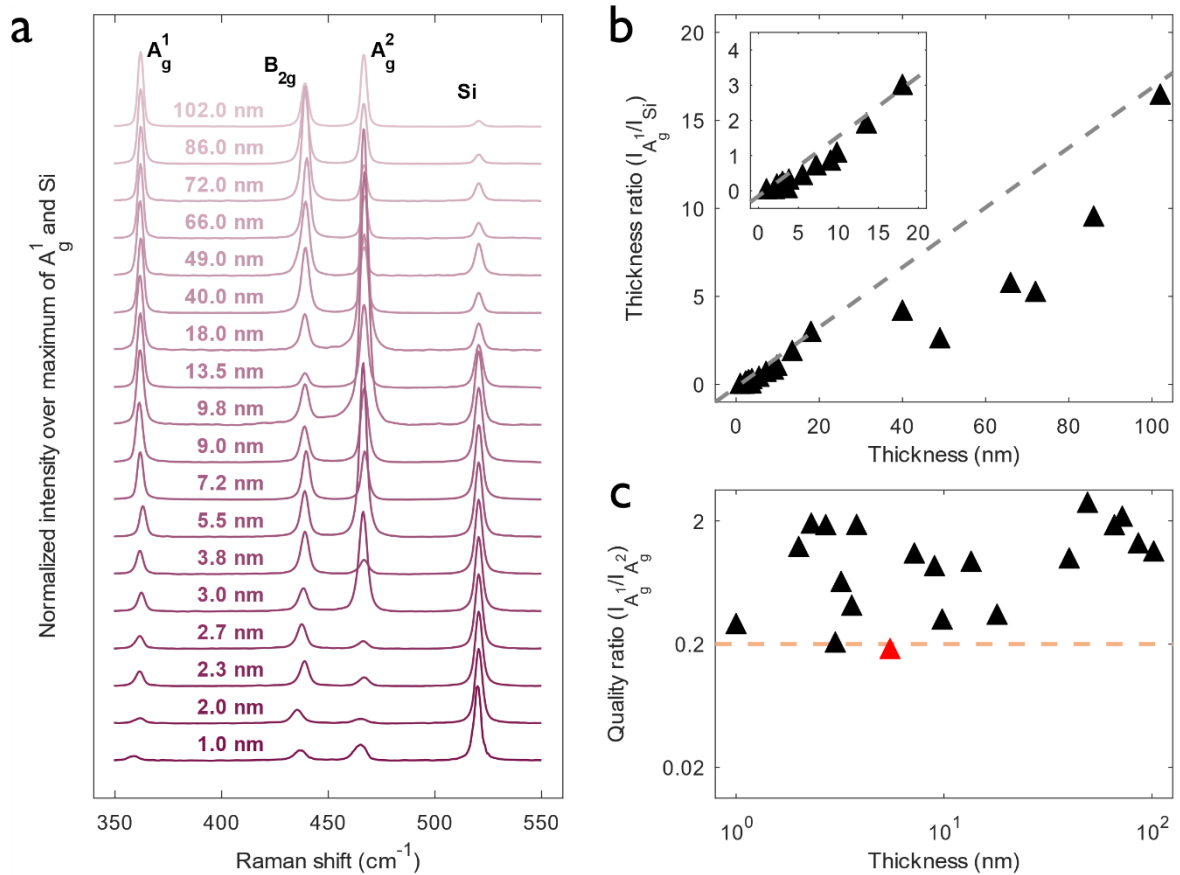 a
A¹g
B2g
A²g
Si
102.0 nm
86.0 nm
72.0 nm
66.0 nm
49.0 nm
40.0 nm
18.0 nm
13.5 nm
9.8 nm
9.0 nm
7.2 nm
5.5 nm
3.8 nm
3.0 nm
2.7 nm
2.3 nm
2.0 nm
1.0 nm
Normalized intensity over maximum of A¹g and Si
350 400 450 500 550
Raman shift (cm⁻¹)
b
20
15
10
5
0
4
3
2
1
0
0 5 10 15 20
Thickness ratio (I_A¹g/I_Si)
0 20 40 60 80 100
Thickness (nm)
c
2
0.2
0.02
Quality ratio (I_A¹g/I_A²g)
10⁰ 10¹ 10²
Thickness (nm)